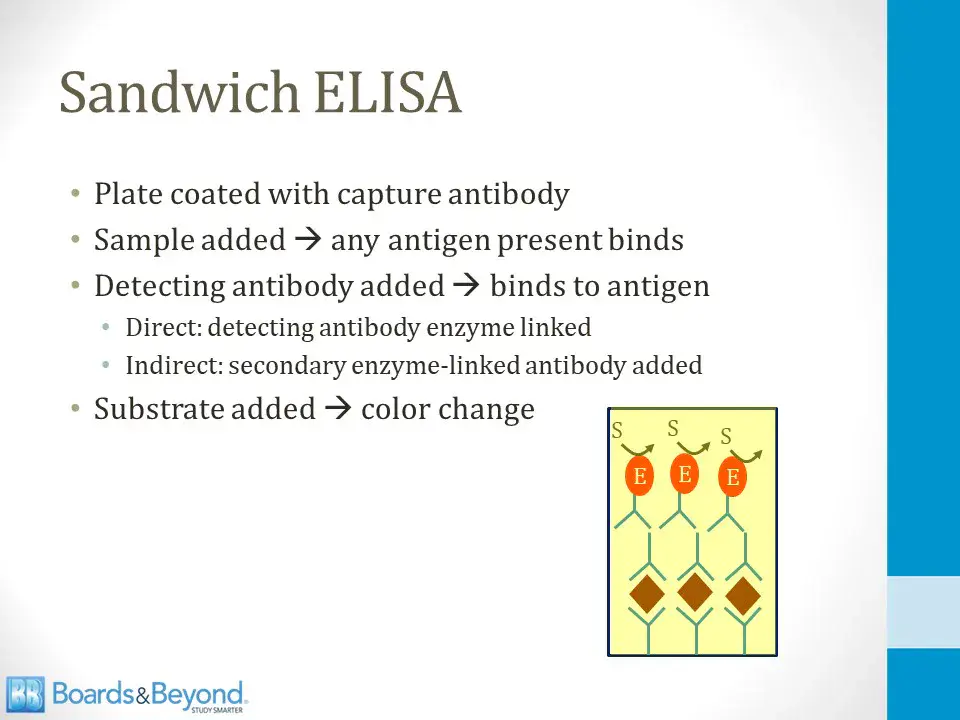 Sandwich ELISA
• Plate coated with capture antibody
• Sample added → any antigen present binds
• Detecting antibody added → binds to antigen
• Direct: detecting antibody enzyme linked
• Indirect: secondary enzyme-linked antibody added
• Substrate added → color change
S S S
E E E
BB Boards&Beyond.
STUDY SMARTER